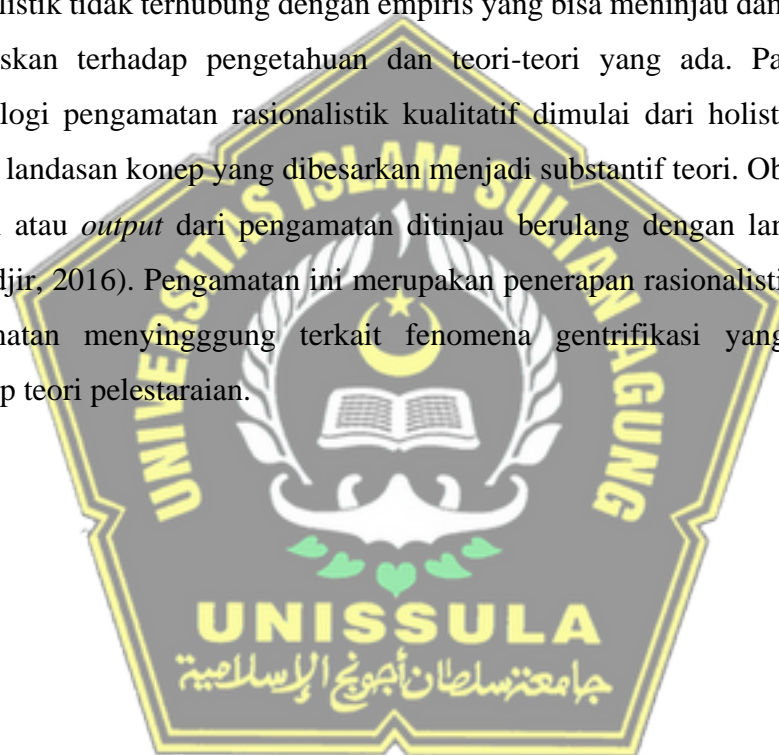 listik tidak terhubung dengan empiris yang bisa meninjau dan
skan terhadap pengetahuan dan teori-teori yang ada. Pa
logi pengamatan rasionalistik kualitatif dimulai dari holist
landasan konep yang dibesarkan menjadi substantif teori. Ob
atau output dari pengamatan ditinjau berulang dengan lan
djir, 2016). Pengamatan ini merupakan penerapan rasionalisti
natan menyingggung terkait fenomena gentrifikasi yang
p teori pelestaraian.
UNIVERSITAS ISLAM SULTAN AGUNG
UNISSULA
جامعة سلطان أجونج الإسلامية